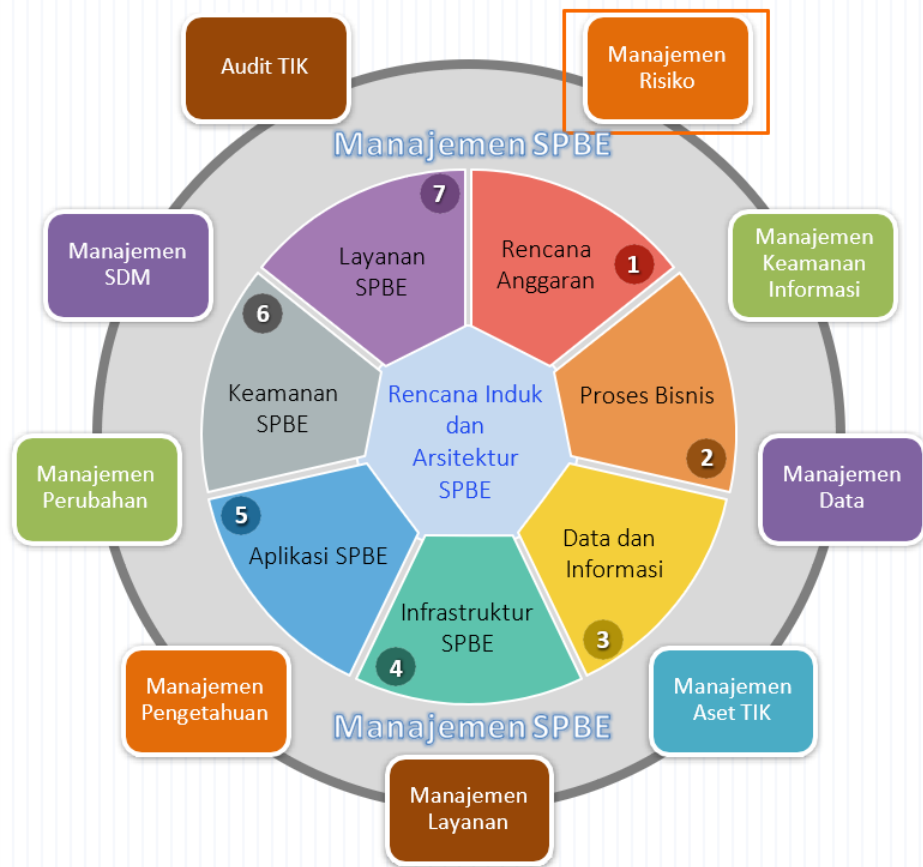 Audit TIK
Manajemen
Risiko
Manajemen SPBE
7
Layanan
SPBE
Rencana
Anggaran
1
Manajemen
SDM
Manajemen
Keamanan
Informasi
6
Keamanan
SPBE
Rencana Induk
dan
Arsitektur
SPBE
Proses Bisnis
2
Manajemen
Perubahan
Manajemen
Data
5
Aplikasi SPBE
Data dan
Informasi
3
Infrastruktur
SPBE
4
Manajemen
Pengetahuan
Manajemen
Aset TIK
Manajemen SPBE
Manajemen
Layanan